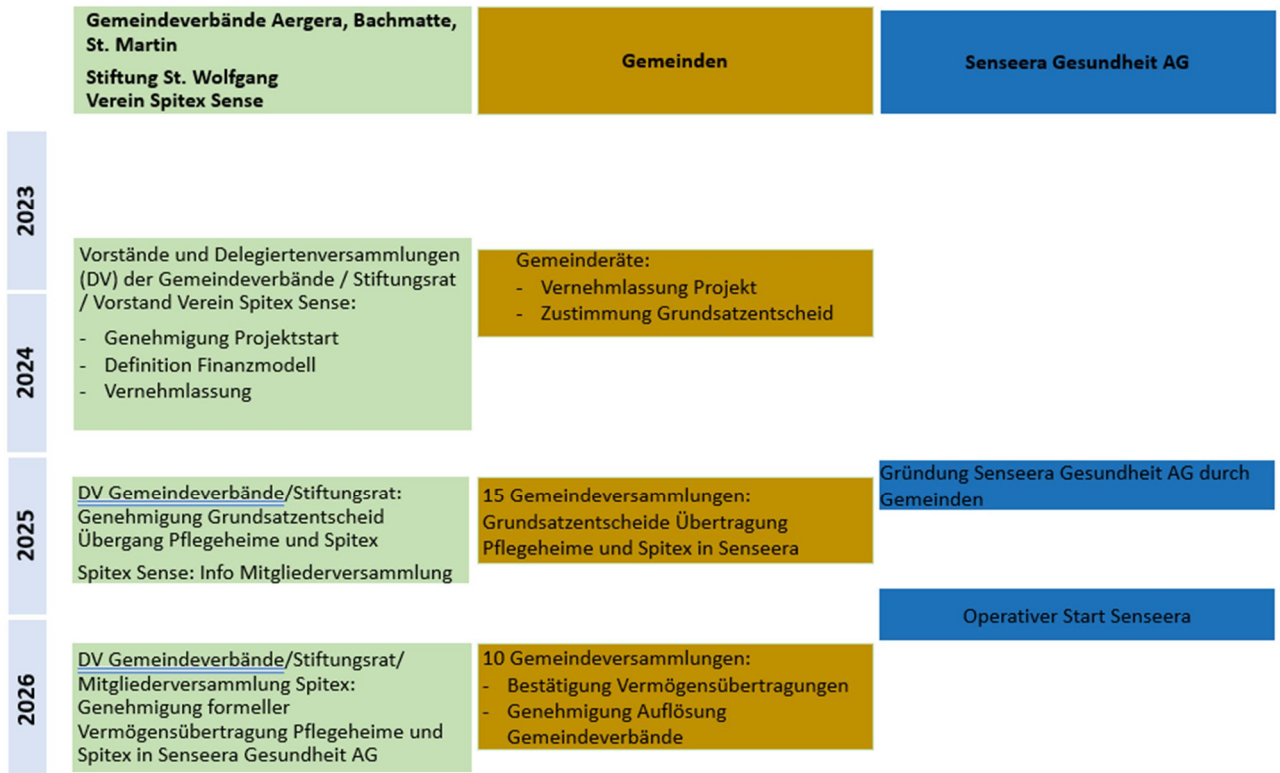 Gemeindeverbände Aergera, Bachmatte,
St. Martin
Stiftung St. Wolfgang
Verein Spitex Sense
Gemeinden
Senseera Gesundheit AG
2023
Vorstände und Delegiertenversammlungen
(DV) der Gemeindeverbände / Stiftungsrat
/ Vorstand Verein Spitex Sense:
- Genehmigung Projektstart
- Definition Finanzmodell
- Vernehmlassung
Gemeinderäte:
- Vernehmlassung Projekt
- Zustimmung Grundsatzentscheid
2024
2025
DV Gemeindeverbände/Stiftungsrat:
Genehmigung Grundsatzentscheid
Übergang Pflegeheime und Spitex
Spitex Sense: Info Mitgliederversammlung
15 Gemeindeversammlungen:
Grundsatzentscheide Übertragung
Pflegeheime und Spitex in Senseera
Gründung Senseera Gesundheit AG durch
Gemeinden
Operativer Start Senseera
2026
DV Gemeindeverbände/Stiftungsrat/
Mitgliederversammlung Spitex:
Genehmigung formeller
Vermögensübertragung Pflegeheime und
Spitex in Senseera Gesundheit AG
10 Gemeindeversammlungen:
- Bestätigung Vermögensübertragungen
- Genehmigung Auflösung
Gemeindeverbände